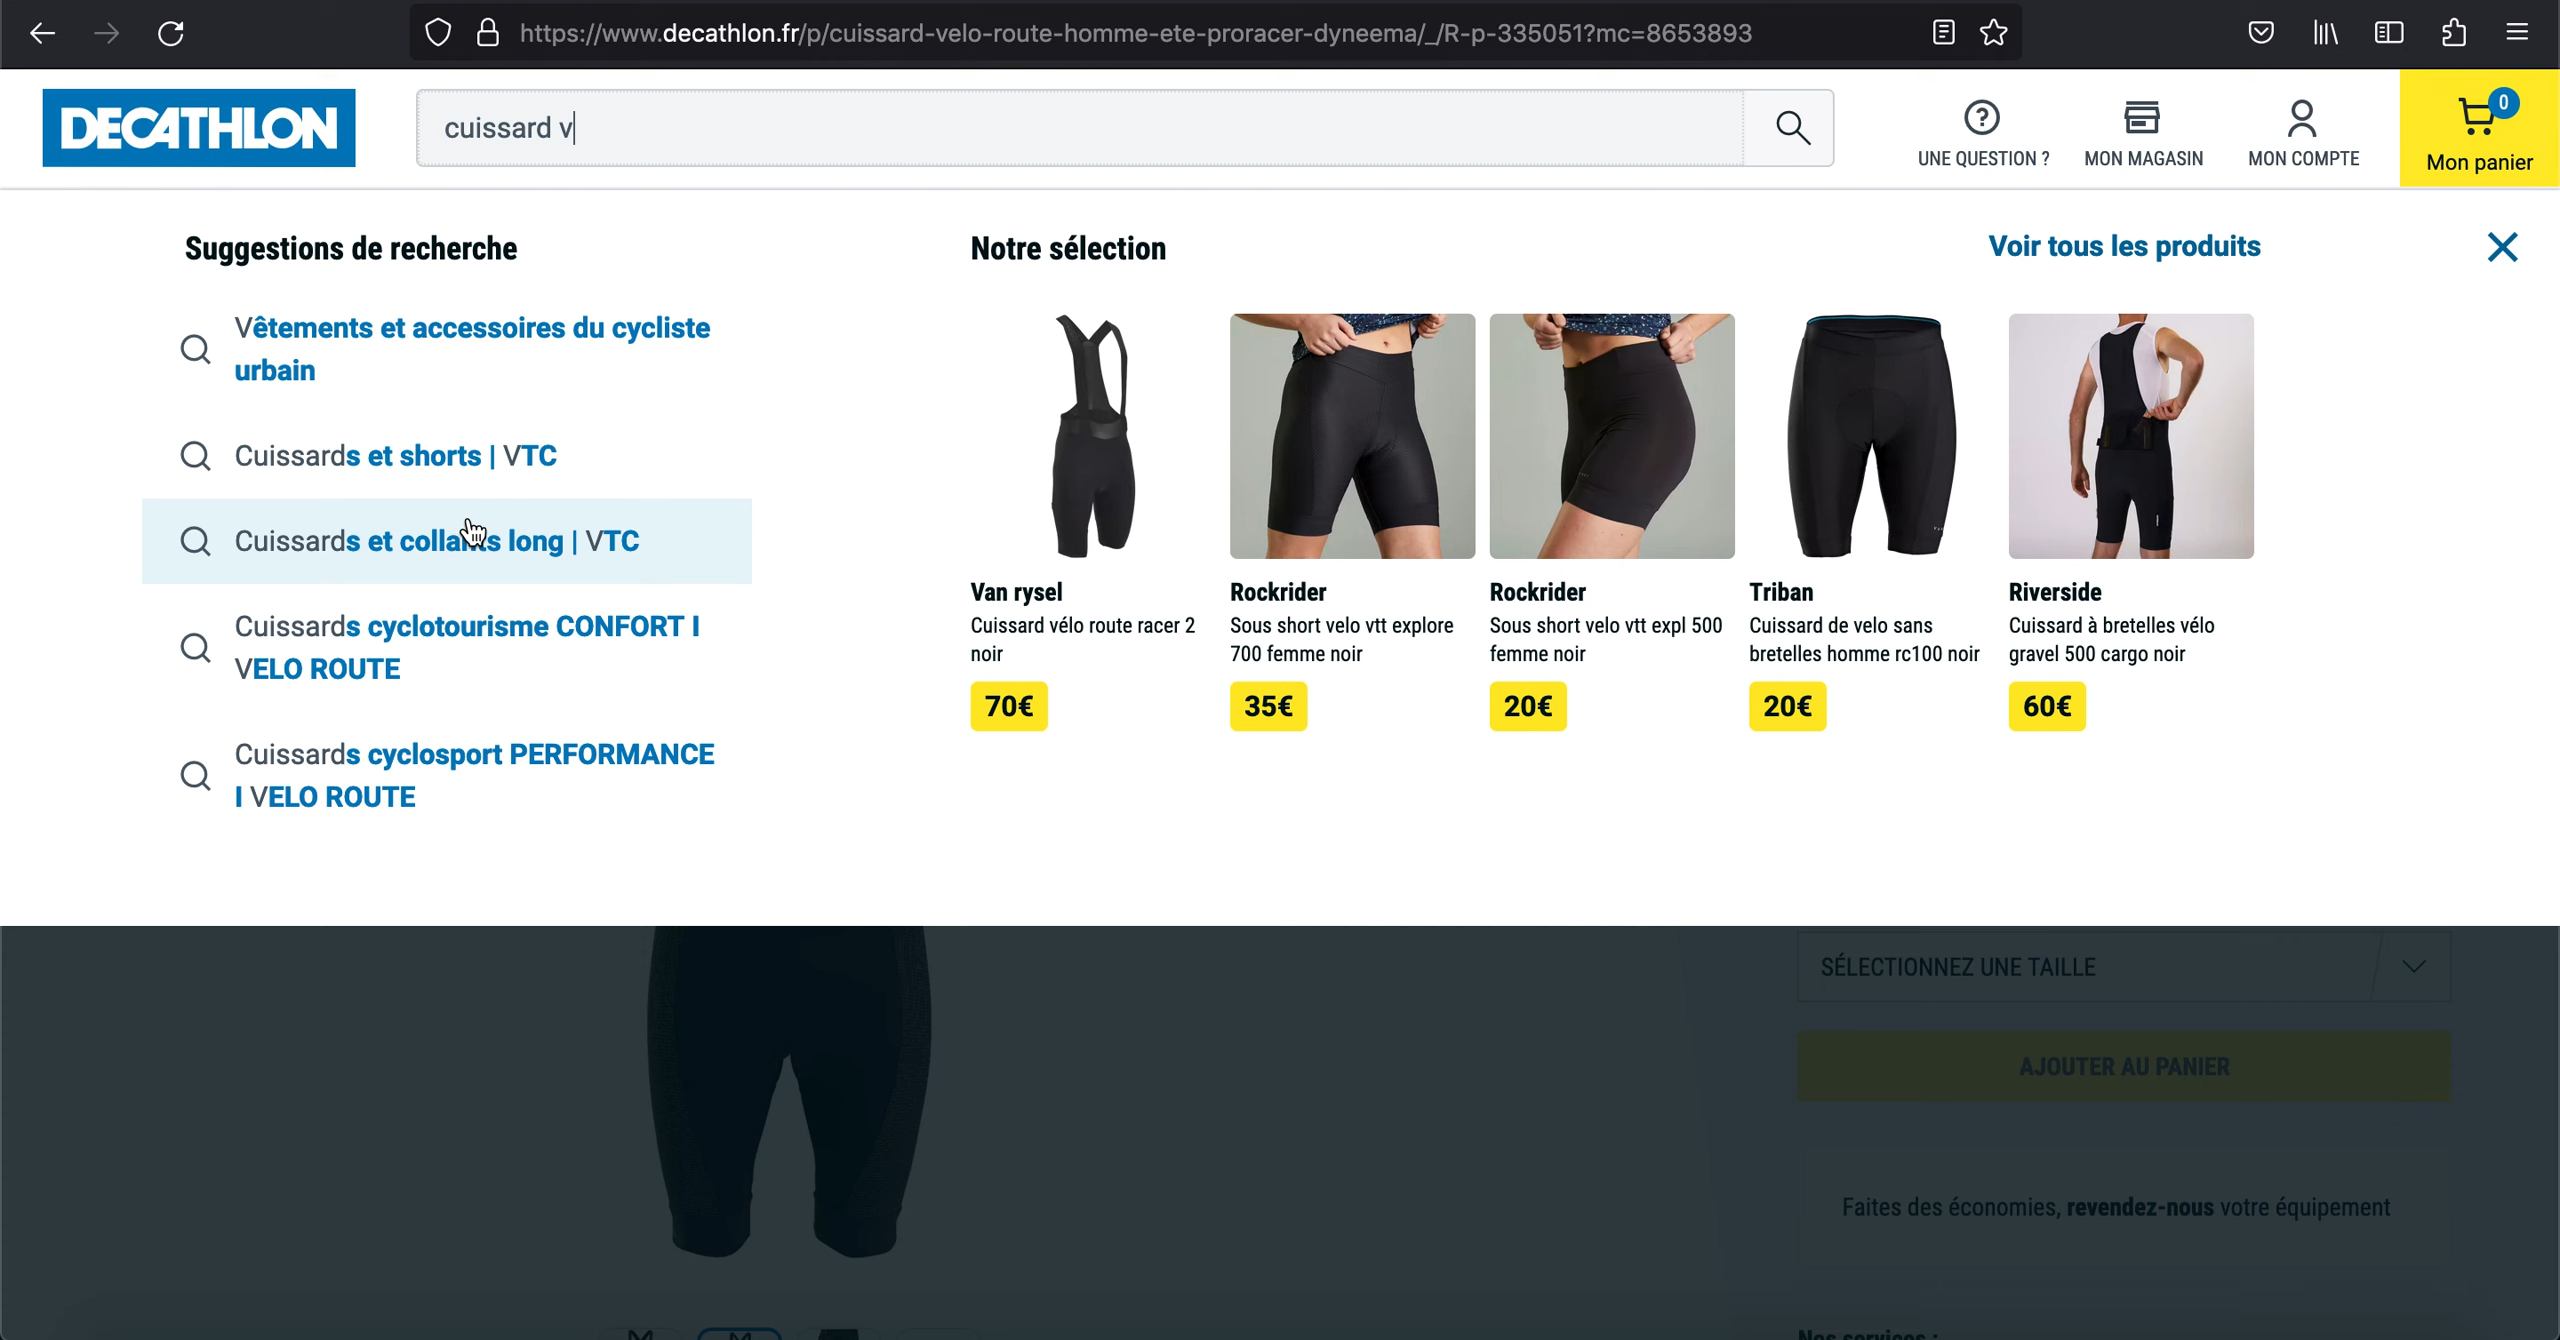 https://www.decathlon.fr/p/cuissard-velo-route-homme-ete-proracer-dyneema/_/R-p-335051?mc=8653893
DECATHLON
cuissard v
UNE QUESTION ?
MON MAGASIN
MON COMPTE
0
Mon panier
Suggestions de recherche
Vêtements et accessoires du cycliste
urbain
Cuissards et shorts | VTC
Cuissards et collants long | VTC
Cuissards cyclotourisme CONFORT I
VELO ROUTE
Cuissards cyclosport PERFORMANCE
I VELO ROUTE
Notre sélection
Voir tous les produits
Van rysel
Cuissard vélo route racer 2
noir
70€
Rockrider
Sous short velo vtt explore
700 femme noir
35€
Rockrider
Sous short velo vtt expl 500
femme noir
20€
Triban
Cuissard de velo sans
bretelles homme rc100 noir
20€
Riverside
Cuissard à bretelles vélo
gravel 500 cargo noir
60€
SÉLECTIONNEZ UNE TAILLE
AJOUTER AU PANIER
Faites des économies, revendez-nous votre équipement
Nos services :